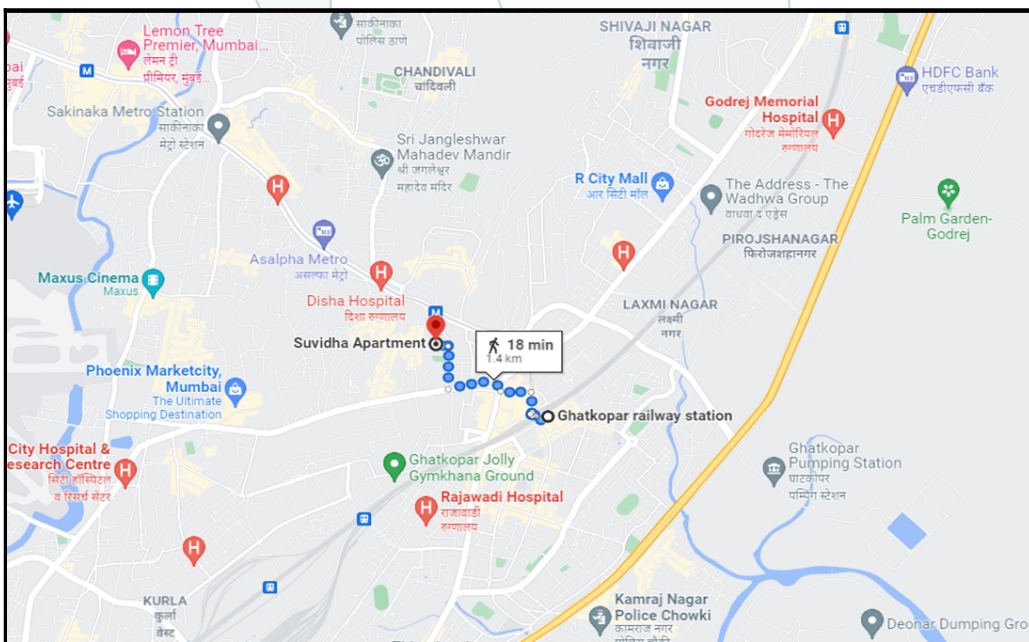 साकीनाका
पोलिस ठाणे
SHIVAJI NAGAR
शिवाजी
नगर
Lemon Tree
Premier, Mumbai...
लेमन ट्री
प्रीमियर, मुंबई
pai
मुंबई
M
CHANDIVALI
चांदिवली
HDFC Bank
एचडीएफसी बँक
Sakinaka Metro Station
साकीनाका
मेट्रो स्टेशन
Godrej Memorial
Hospital
गोदरेज मेमोरियल
रुग्णालय
H
Sri Jangleshwar
Mahadev Mandir
श्री जंगलेश्वर
महादेव मंदिर
H
R City Mall
आर सिटी मॉल
The Address - The
Wadhwa Group
वाधवा द एड्रेस
Palm Garden-
Godrej
PIROJSHANAGAR
फिरोजशहानगर
Asalpha Metro
असल्फा मेट्रो
H
Maxus Cinema
Maxus
H
Disha Hospital
दिशा रुग्णालय
LAXMI NAGAR
लक्ष्मी
नगर
M
Suvidha Apartment
18 min
1.4 km
Phoenix Marketcity,
Mumbai
The Ultimate
Shopping Destination
Ghatkopar railway station
City Hospital &
esearch Centre
सिटी हॉस्पिटल
व रिसर्च सेंटर
H
Ghatkopar Jolly
Gymkhana Ground
Ghatkopar
Pumping Station
घाटकोपर
पम्पिंग स्टेशन
Rajawadi Hospital
राजावाडी
रुग्णालय
H
H
KURLA
कुर्ला
वेस्ट
Kamraj Nagar
Police Chowki
कामराज नगर
Deonar Dumping Gro